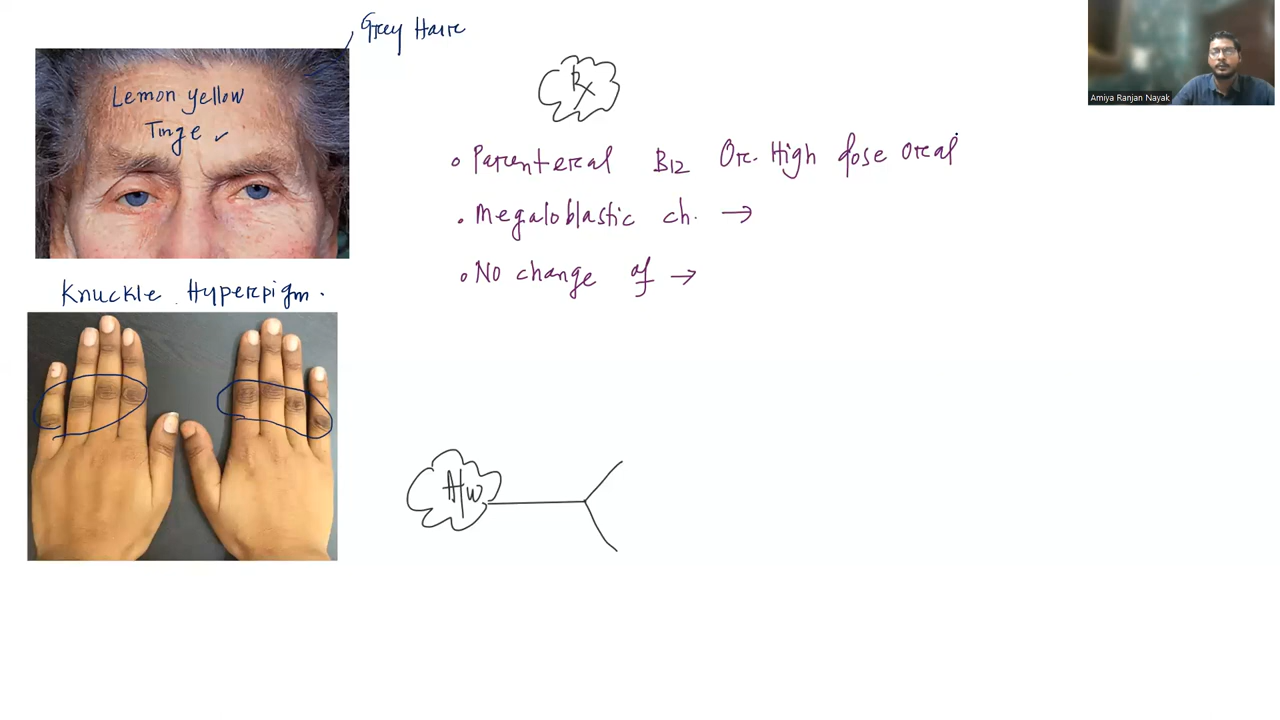 Grey Hair
Lemon yellow
Tinge ✓
Rx
• Parenteral B12 Or. High dose oral
• Megaloblastic ch. →
• No change of →
Knuckle Hyperpigm.
A/w
Amiya Ranjan Nayak